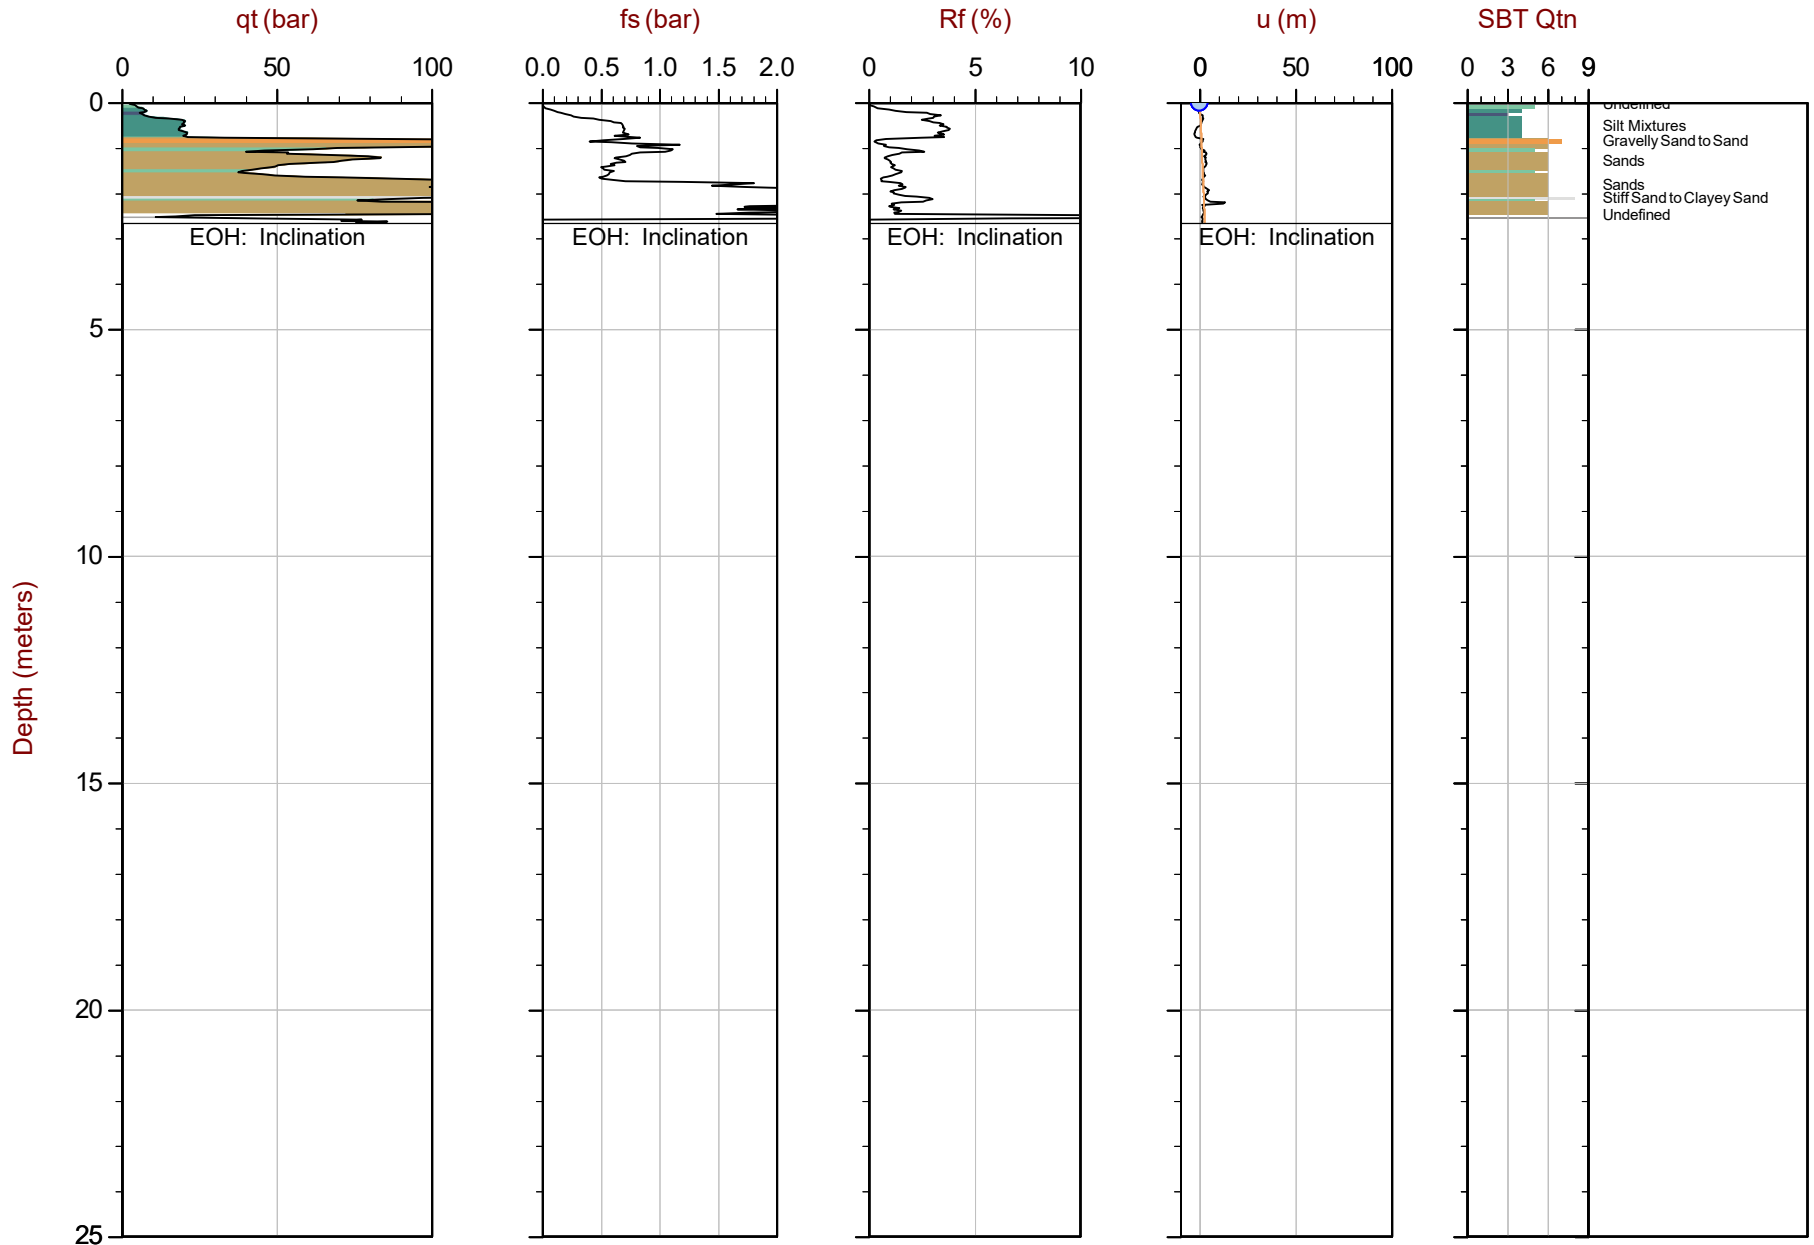 qt (bar) fs (bar) Rf (%) u (m) SBT Qtn
0 50 100 0.0 0.5 1.0 1.5 2.0 0 5 10 0 50 100 0 3 6 9
0
Undefined
Silt Mixtures
Gravelly Sand to Sand
Sands
Sands
Stiff Sand to Clayey Sand
Undefined
EOH: Inclination EOH: Inclination EOH: Inclination EOH: Inclination
5
10
Depth (meters)
15
20
25